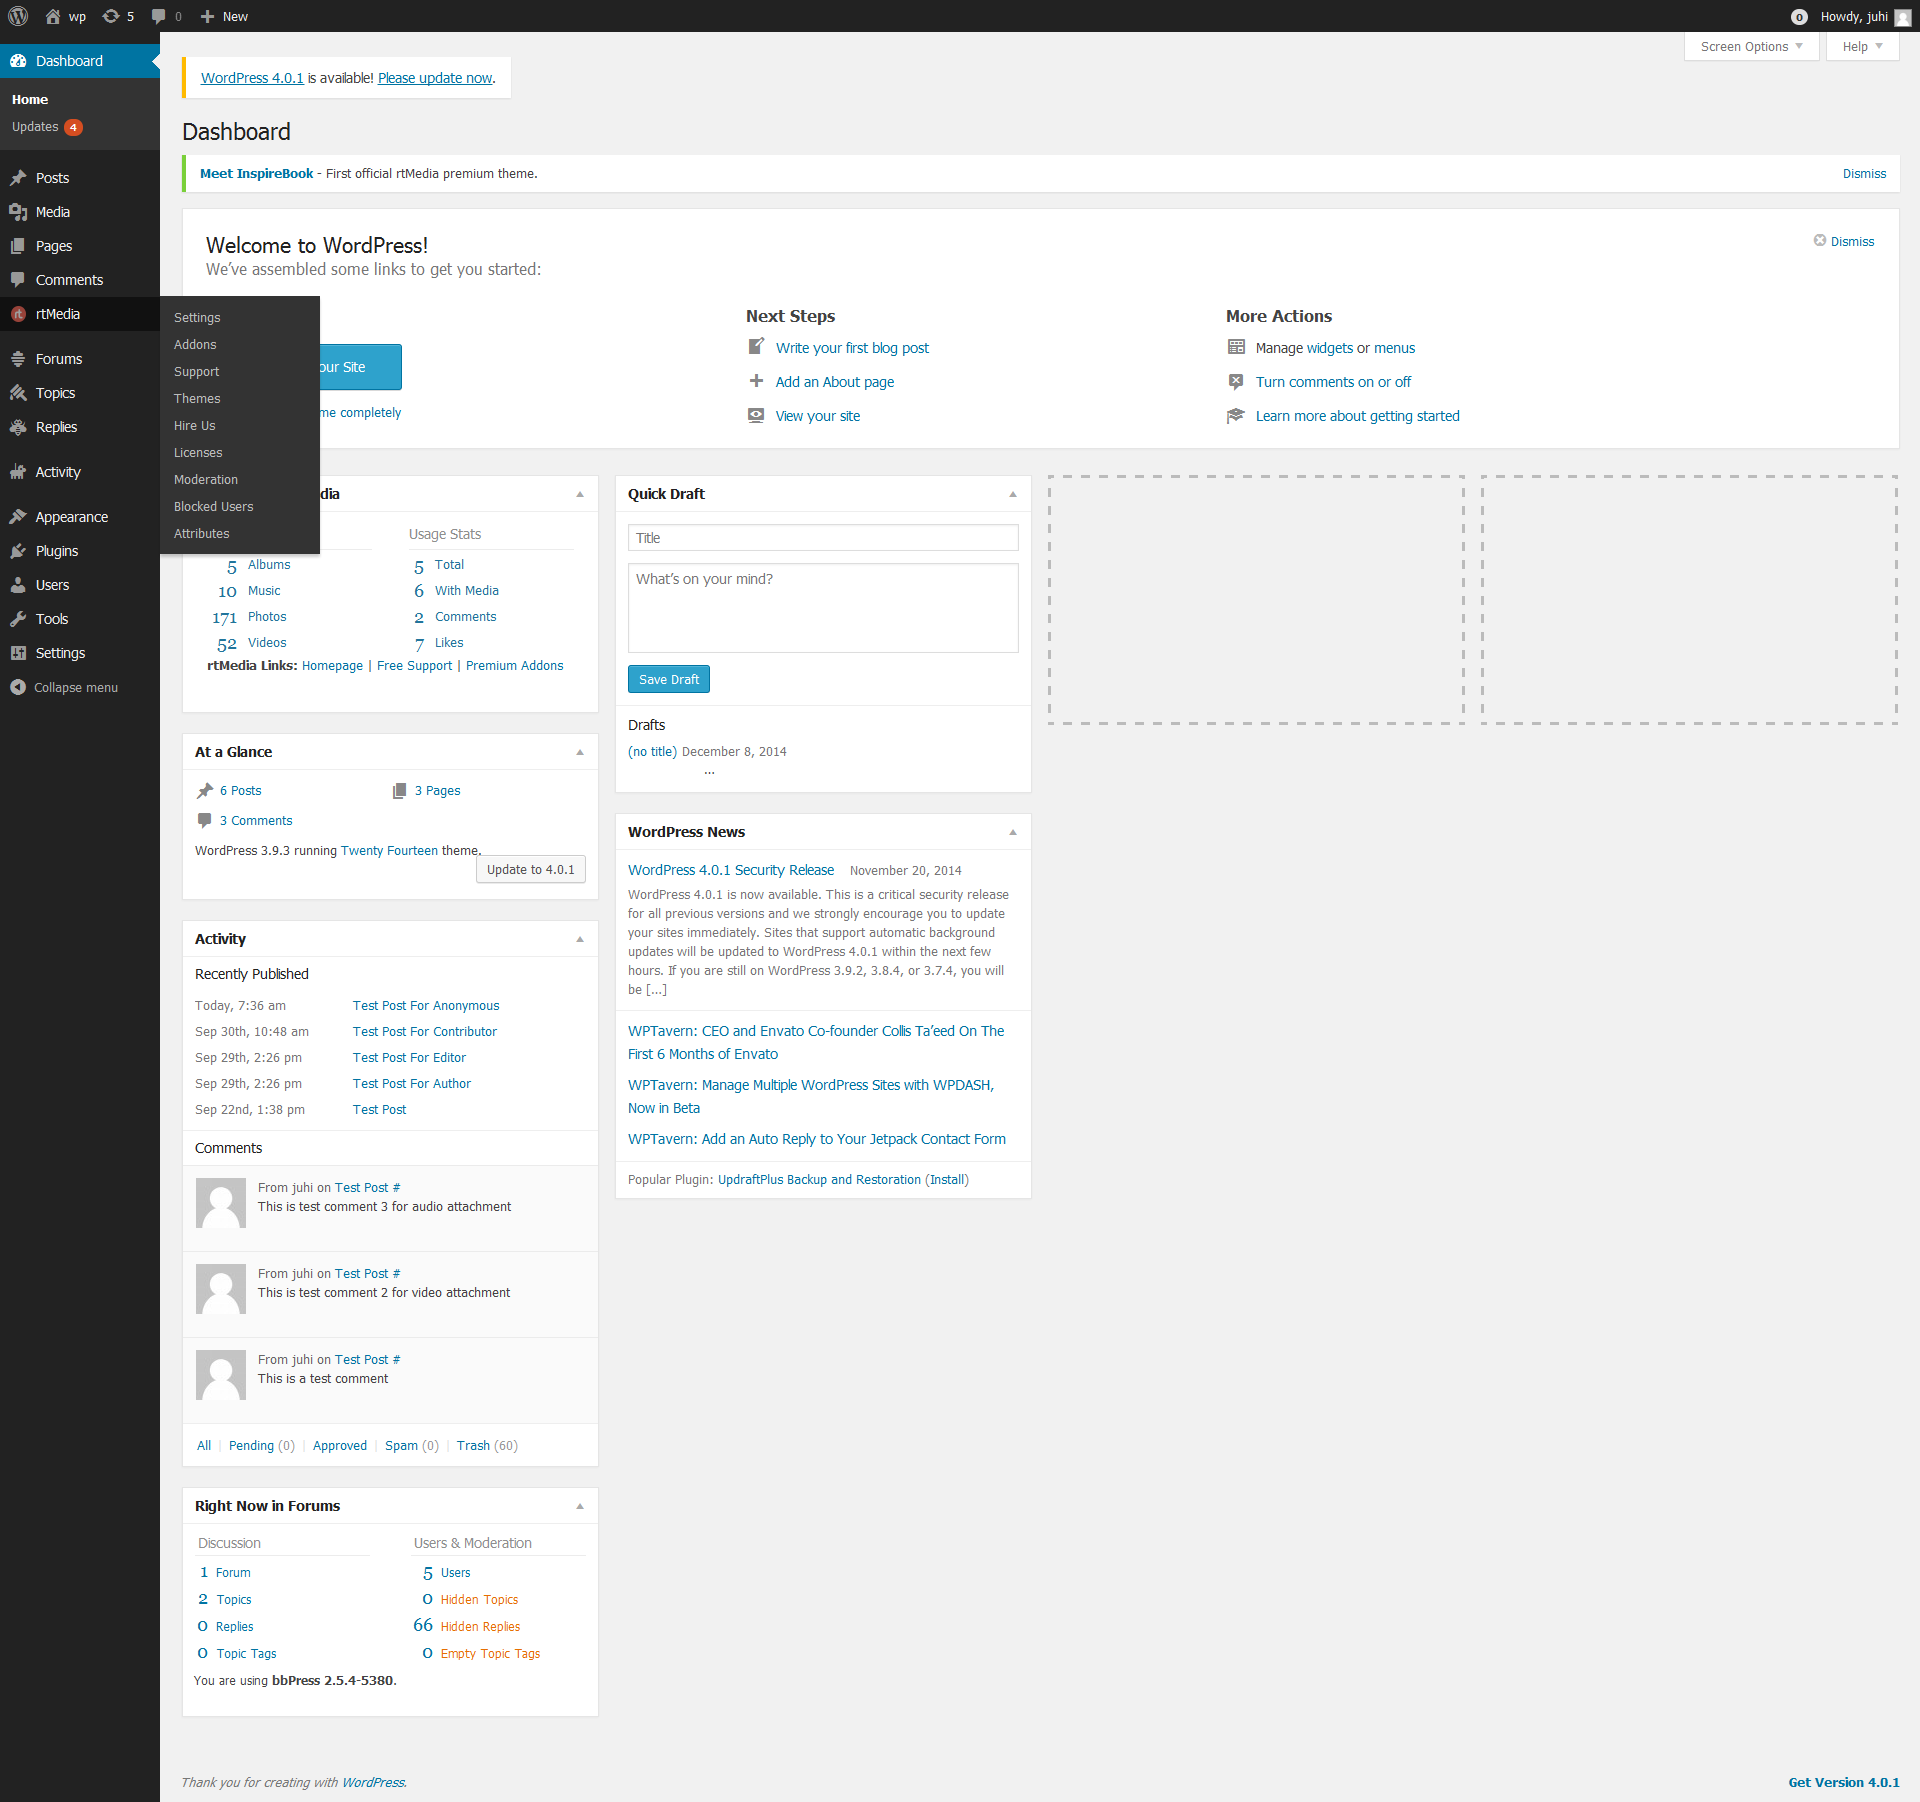 wp 5 0 New
0 Howdy, juhi
Dashboard
Home
Updates 4
Posts
Media
Pages
Comments
rtMedia
Forums
Topics
Replies
Activity
Appearance
Plugins
Users
Tools
Settings
Collapse menu
Settings
Addons
Support
Themes
Hire Us
Licenses
Moderation
Blocked Users
Attributes
Screen Options Help
WordPress 4.0.1 is available! Please update now.
Dashboard
Meet InspireBook - First official rtMedia premium theme. Dismiss
Welcome to WordPress!
We’ve assembled some links to get you started:
Dismiss
our Site
me completely
Next Steps
Write your first blog post
Add an About page
View your site
More Actions
Manage widgets or menus
Turn comments on or off
Learn more about getting started
dia
Usage Stats
5 Albums 5 Total
10 Music 6 With Media
171 Photos 2 Comments
52 Videos 7 Likes
rtMedia Links: Homepage | Free Support | Premium Addons
At a Glance
6 Posts 3 Pages
3 Comments
WordPress 3.9.3 running Twenty Fourteen theme.
Update to 4.0.1
Activity
Recently Published
Today, 7:36 am Test Post For Anonymous
Sep 30th, 10:48 am Test Post For Contributor
Sep 29th, 2:26 pm Test Post For Editor
Sep 29th, 2:26 pm Test Post For Author
Sep 22nd, 1:38 pm Test Post
Comments
From juhi on Test Post #
This is test comment 3 for audio attachment
From juhi on Test Post #
This is test comment 2 for video attachment
From juhi on Test Post #
This is a test comment
All | Pending (0) | Approved | Spam (0) | Trash (60)
Right Now in Forums
Discussion Users & Moderation
1 Forum 5 Users
2 Topics 0 Hidden Topics
0 Replies 66 Hidden Replies
0 Topic Tags 0 Empty Topic Tags
You are using bbPress 2.5.4-5380.
Quick Draft
Title
What’s on your mind?
Save Draft
Drafts
(no title) December 8, 2014
...
WordPress News
WordPress 4.0.1 Security Release November 20, 2014
WordPress 4.0.1 is now available. This is a critical security release
for all previous versions and we strongly encourage you to update
your sites immediately. Sites that support automatic background
updates will be updated to WordPress 4.0.1 within the next few
hours. If you are still on WordPress 3.9.2, 3.8.4, or 3.7.4, you will
be [...]
WPTavern: CEO and Envato Co-founder Collis Ta’eed On The
First 6 Months of Envato
WPTavern: Manage Multiple WordPress Sites with WPDASH,
Now in Beta
WPTavern: Add an Auto Reply to Your Jetpack Contact Form
Popular Plugin: UpdraftPlus Backup and Restoration (Install)
Thank you for creating with WordPress.
Get Version 4.0.1